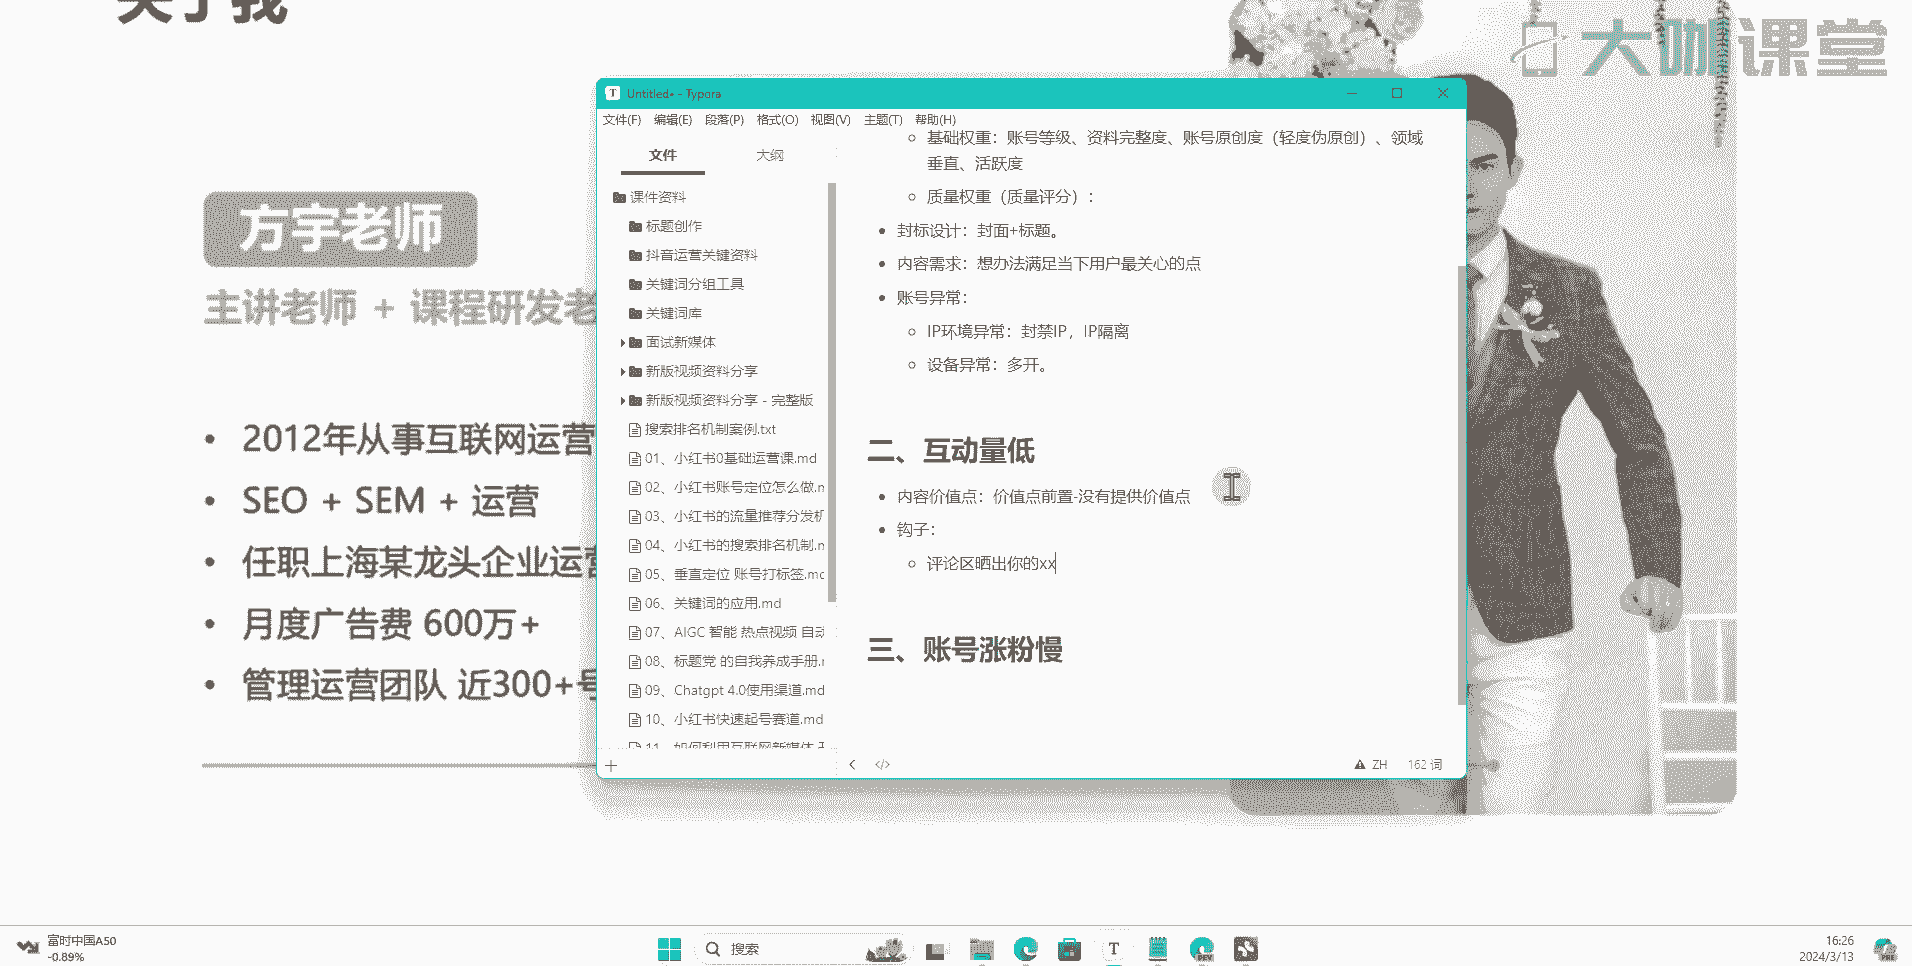 关于我
大咖课堂
方宇老师
主讲老师 + 课程研发老
2012年从事互联网运营
SEO + SEM + 运营
任职上海某龙头企业运营
月度广告费 600万+
管理运营团队 近300+号
Untitled• - Typora
文件(F) 编辑(E) 段落(P) 格式(O) 视图(V) 主题(T) 帮助(H)
文件 大纲
课件资料
标题创作
抖音运营关键资料
关键词分组工具
关键词库
面试新媒体
新版视频资料分享
新版视频资料分享 - 完整版
搜索排名机制案例.txt
01、小红书0基础运营课.md
02、小红书账号定位怎么做.m
03、小红书的流量推荐分发机
04、小红书的搜索排名机制.m
05、垂直定位 账号打标签.md
06、关键词的应用.md
07、AIGC 智能 热点视频 自动
08、标题党 的自我养成手册.m
09、Chatgpt 4.0使用渠道.md
10、小红书快速起号赛道.md
11、如何利用互联网新媒体
基础权重：账号等级、资料完整度、账号原创度（轻度伪原创）、领域
垂直、活跃度
质量权重（质量评分）：
封标设计：封面+标题。
内容需求：想办法满足当下用户最关心的点
账号异常：
IP环境异常：封禁IP，IP隔离
设备异常：多开。
二、互动量低
内容价值点：价值点前置-没有提供价值点
钩子：
评论区晒出你的xx
三、账号涨粉慢
ZH 162 词
富时中国A50
-0.89%
搜索
16:26
2024/3/13